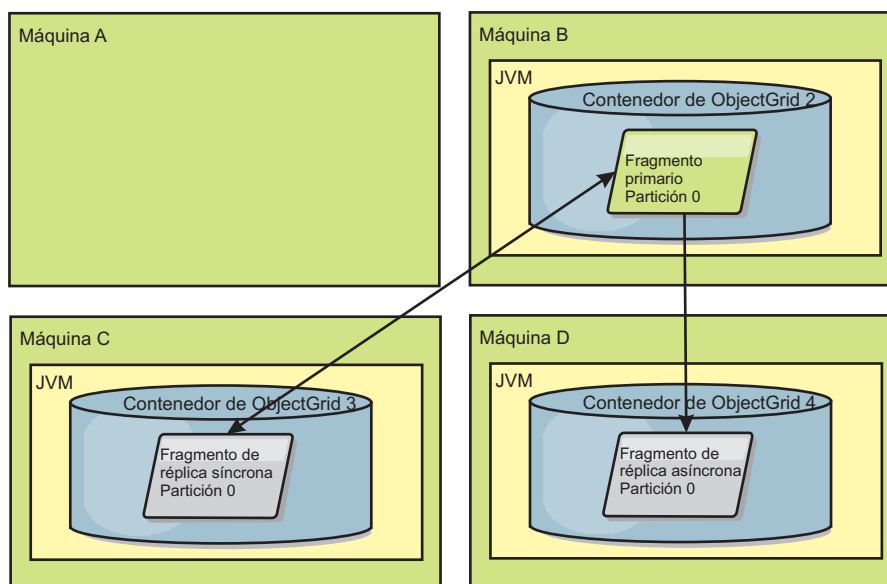 Máquina A
Máquina B
JVM
Contenedor de ObjectGrid 2
Fragmento
primario
Partición 0
Máquina C
JVM
Contenedor de ObjectGrid 3
Fragmento de
réplica síncrona
Partición 0
Máquina D
JVM
Contenedor de ObjectGrid 4
Fragmento de
réplica asíncrona
Partición 0